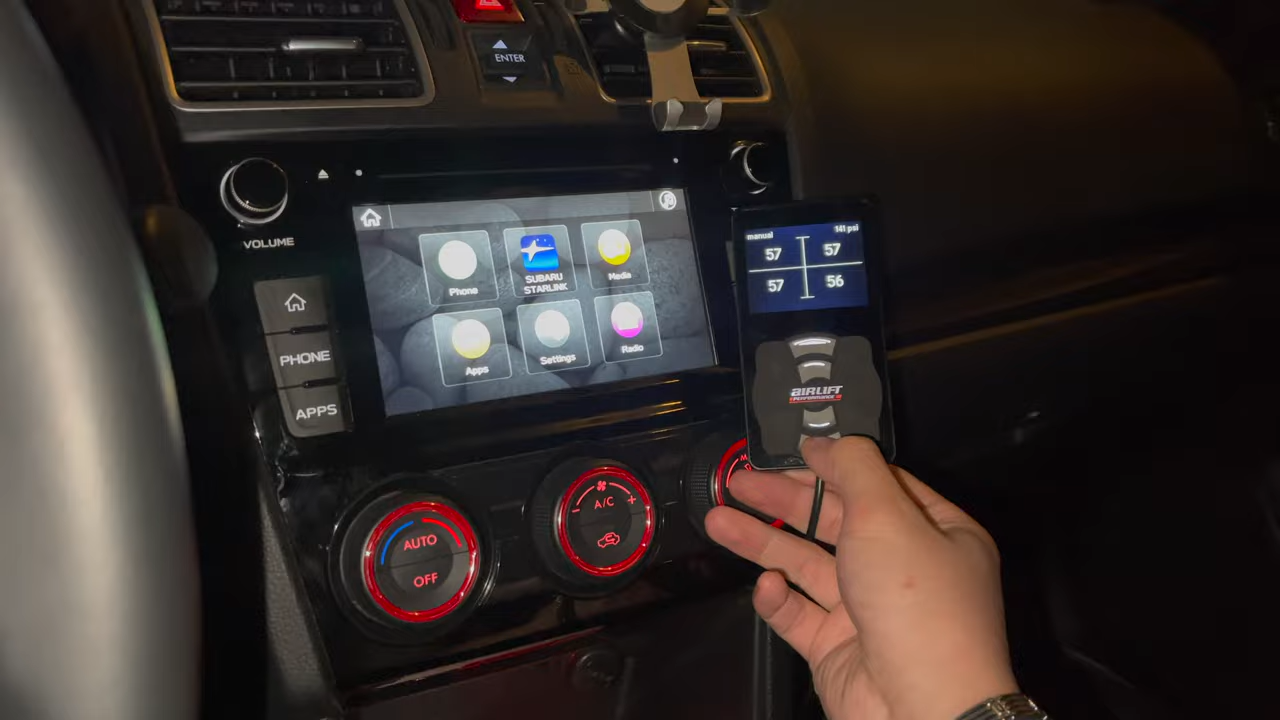 ENTER
VOLUME
PHONE
APPS
Phone
SUBARU
STARLINK
Media
Apps
Settings
Radio
manual
141 psi
57
57
57
56
AIRLIFT
PERFORMANCE
AUTO
OFF
A/C
- +